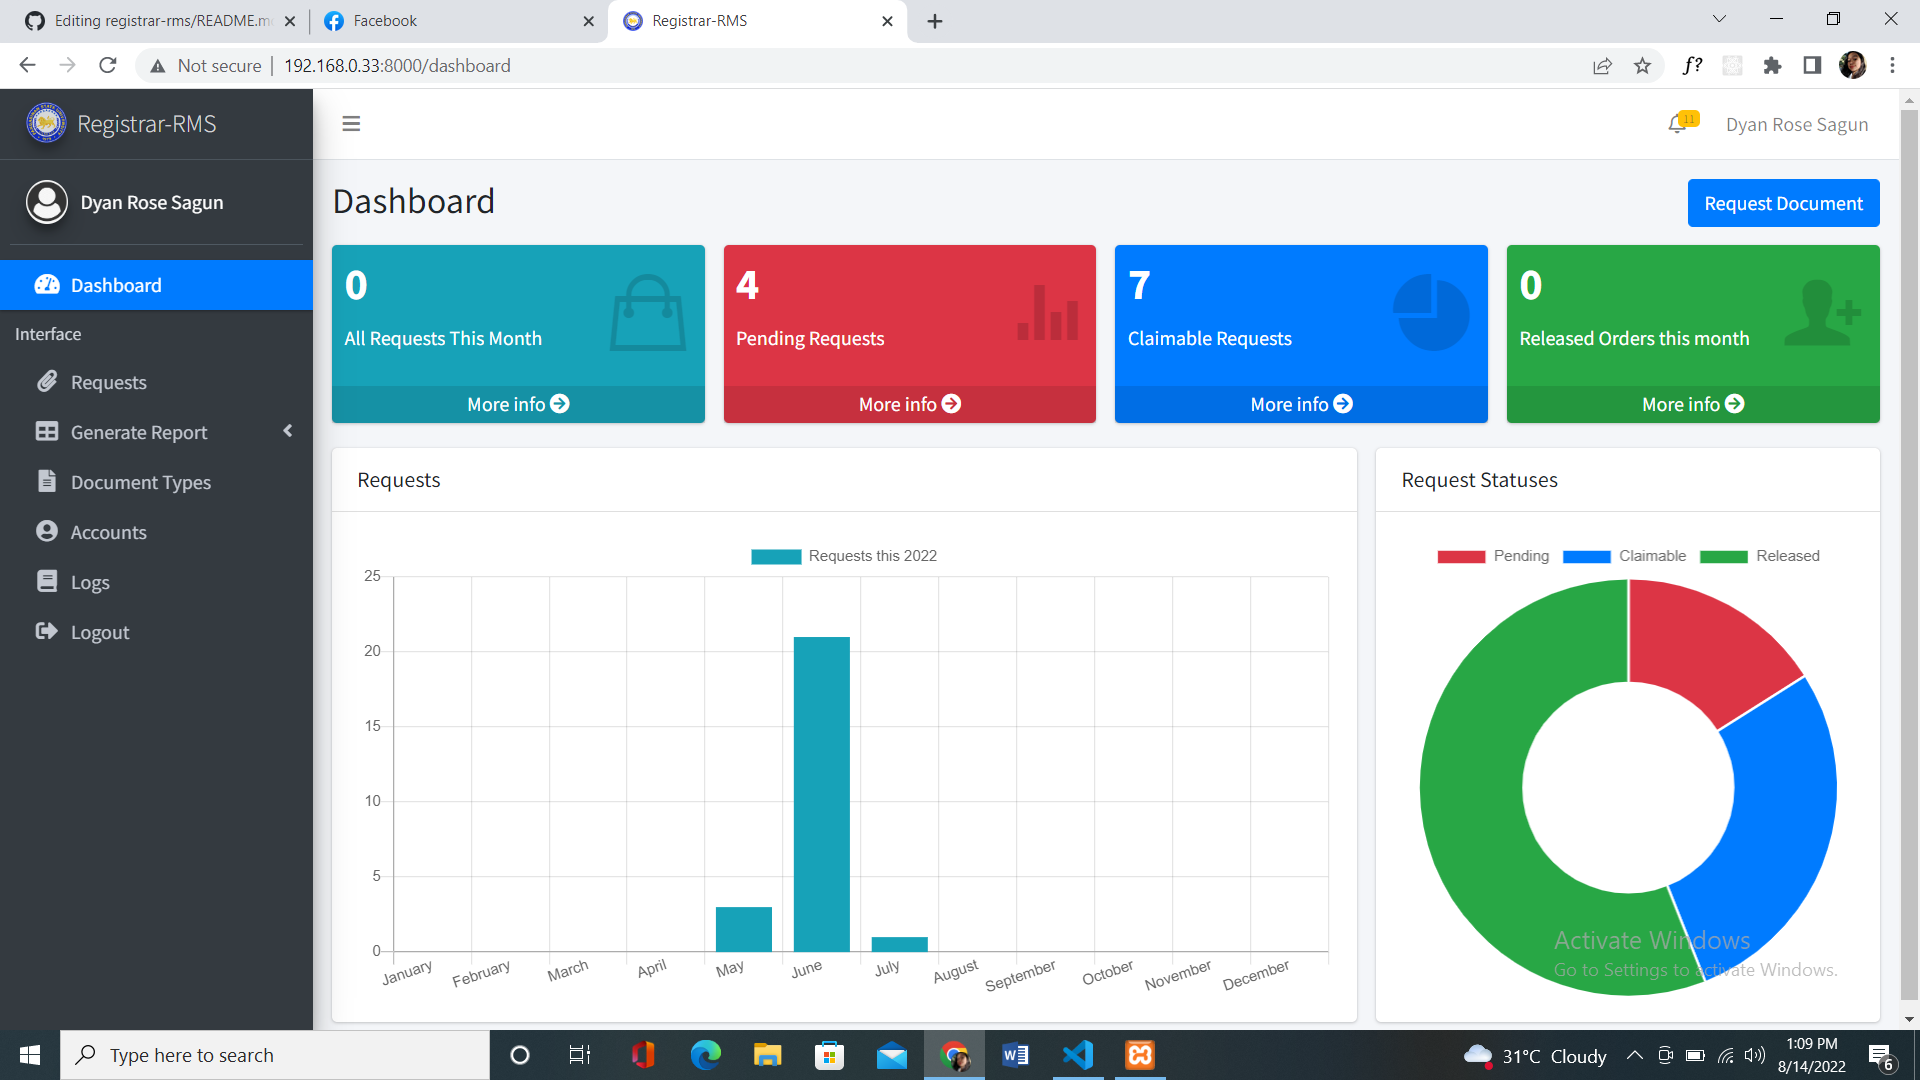 Editing registrar-rms/README.m
Facebook
Registrar-RMS
Not secure
192.168.0.33:8000/dashboard
f?
Registrar-RMS
11
Dyan Rose Sagun
Dyan Rose Sagun
Dashboard
Interface
Requests
Generate Report
Document Types
Accounts
Logs
Logout
Dashboard
Request Document
0
All Requests This Month
More info
4
Pending Requests
More info
7
Claimable Requests
More info
0
Released Orders this month
More info
Requests
Requests this 2022
25
20
15
10
5
0
January February March April May June July August September October November December
Request Statuses
Pending Claimable Released
Activate Windows
Go to Settings to activate Windows.
Type here to search
31°C Cloudy
1:09 PM
8/14/2022
6